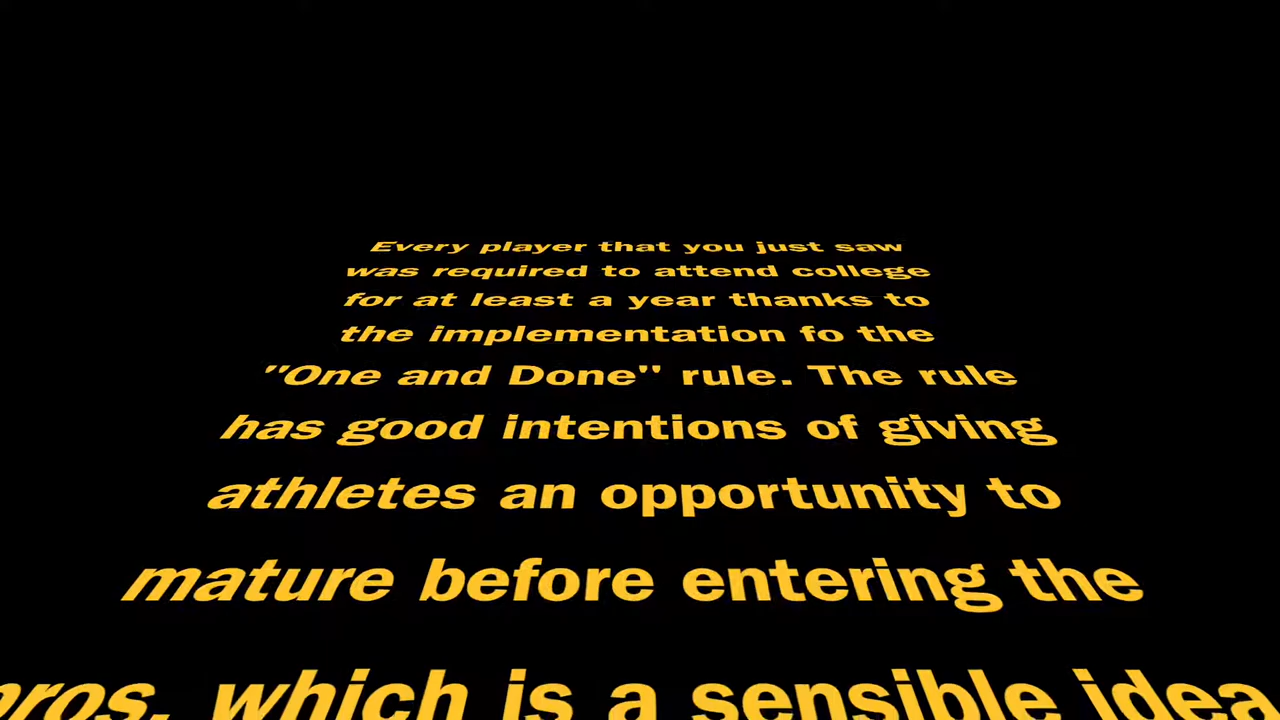 Every player that you just saw
was required to attend college
for at least a year thanks to
the implementation fo the
"One and Done" rule. The rule
has good intentions of giving
athletes an opportunity to
mature before entering the
pros, which is a sensible idea